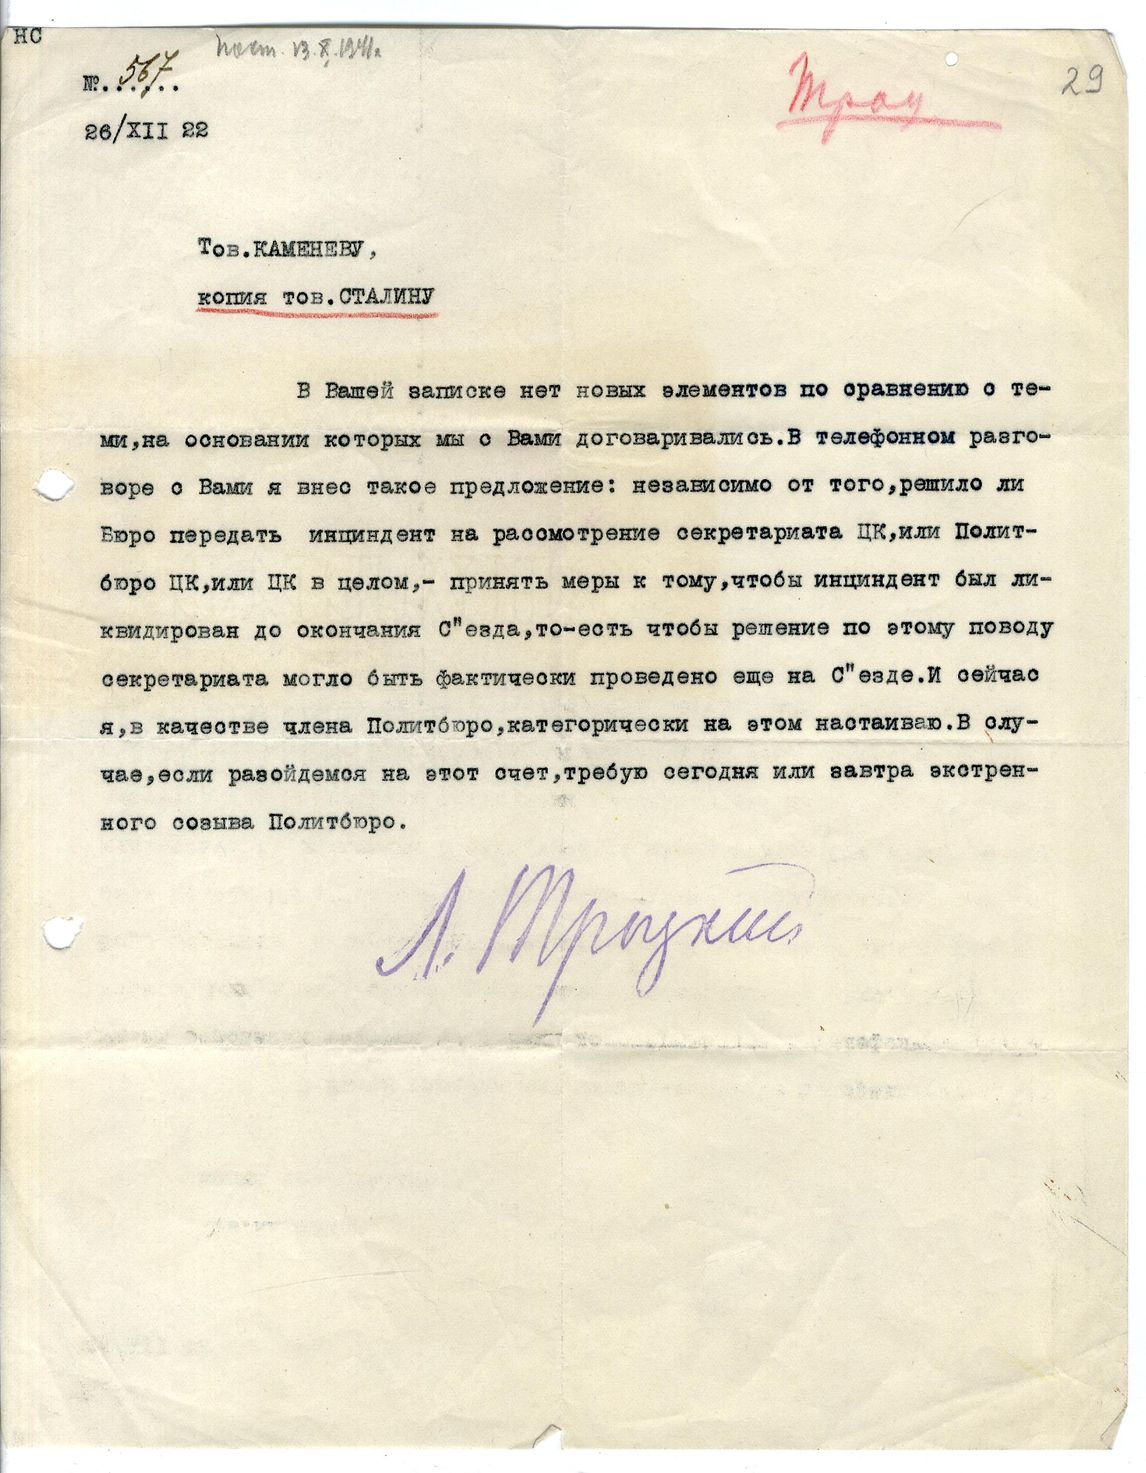 НС
пост. 13.X.1941г.
№. 567
29
26/XII 22
Тов.КАМЕНЕВУ,
копия тов.СТАЛИНУ
В Вашей записке нет новых элементов по сравнению с те-
ми,на основании которых мы с Вами договаривались.В телефонном разго-
воре с Вами я внес такое предложение: независимо от того,решило ли
Бюро передать инциндент на рассмотрение секретариата ЦК,или Полит-
бюро ЦК,или ЦК в целом,- принять меры к тому,чтобы инциндент был ли-
квидирован до окончания С"езда,то-есть чтобы решение по этому поводу
секретариата могло быть фактически проведено еще на С"езде.И сейчас
я,в качестве члена Политбюро,категорически на этом настаиваю.В слу-
чае,если разойдемся на этот счет,требую сегодня или завтра экстрен-
ного созыва Политбюро.
Л. Троцкий